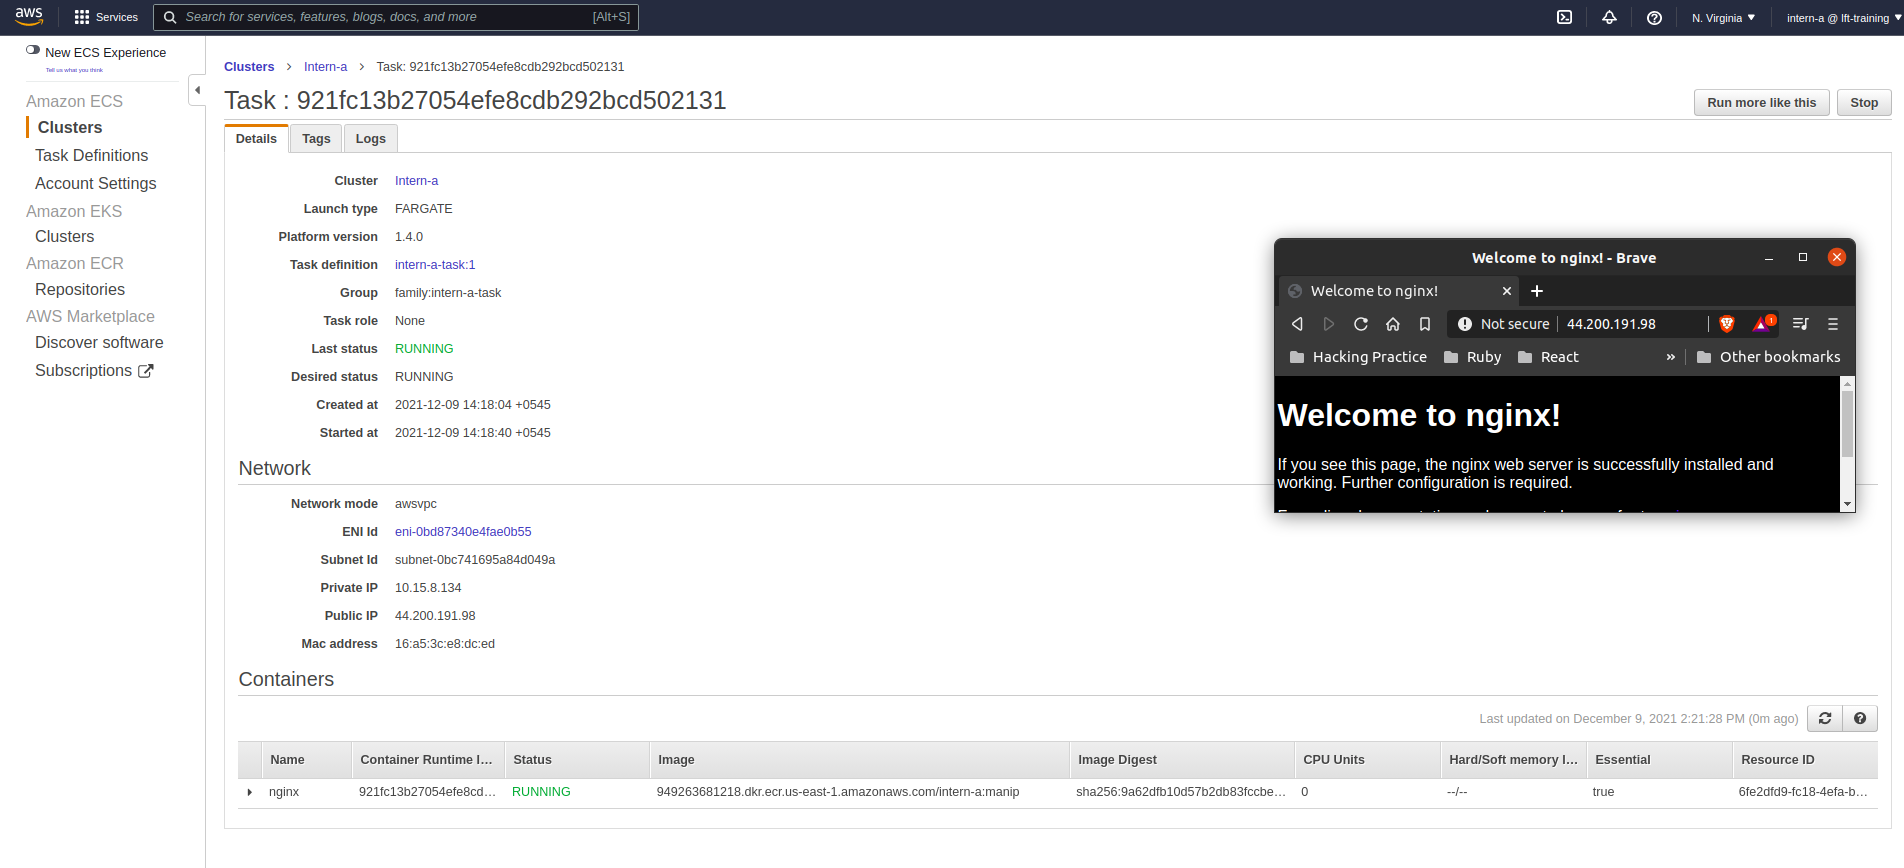 aws Services Search for services, features, blogs, docs, and more [Alt+S] N. Virginia intern-a @ lft-training
New ECS Experience
Tell us what you think
Amazon ECS
Clusters
Task Definitions
Account Settings
Amazon EKS
Clusters
Amazon ECR
Repositories
AWS Marketplace
Discover software
Subscriptions
Clusters Intern-a Task: 921fc13b27054efe8cdb292bcd502131
Task : 921fc13b27054efe8cdb292bcd502131
Run more like this Stop
Details Tags Logs
Cluster Intern-a
Launch type FARGATE
Platform version 1.4.0
Task definition intern-a-task:1
Group family:intern-a-task
Task role None
Last status RUNNING
Desired status RUNNING
Created at 2021-12-09 14:18:04 +0545
Started at 2021-12-09 14:18:40 +0545
Network
Network mode awsvpc
ENI Id eni-0bd87340e4fae0b55
Subnet Id subnet-0bc741695a84d049a
Private IP 10.15.8.134
Public IP 44.200.191.98
Mac address 16:a5:3c:e8:dc:ed
Containers
Last updated on December 9, 2021 2:21:28 PM (0m ago)
Name Container Runtime I... Status Image Image Digest CPU Units Hard/Soft memory l... Essential Resource ID
nginx 921fc13b27054efe8cd... RUNNING 949263681218.dkr.ecr.us-east-1.amazonaws.com/intern-a:manip sha256:9a62dfb10d57b2db83fccbe... 0 --/-- true 6fe2dfd9-fc18-4efa-b...
Welcome to nginx! - Brave
Welcome to nginx!
Not secure 44.200.191.98 1
Hacking Practice Ruby React » Other bookmarks
Welcome to nginx!
If you see this page, the nginx web server is successfully installed and
working. Further configuration is required.